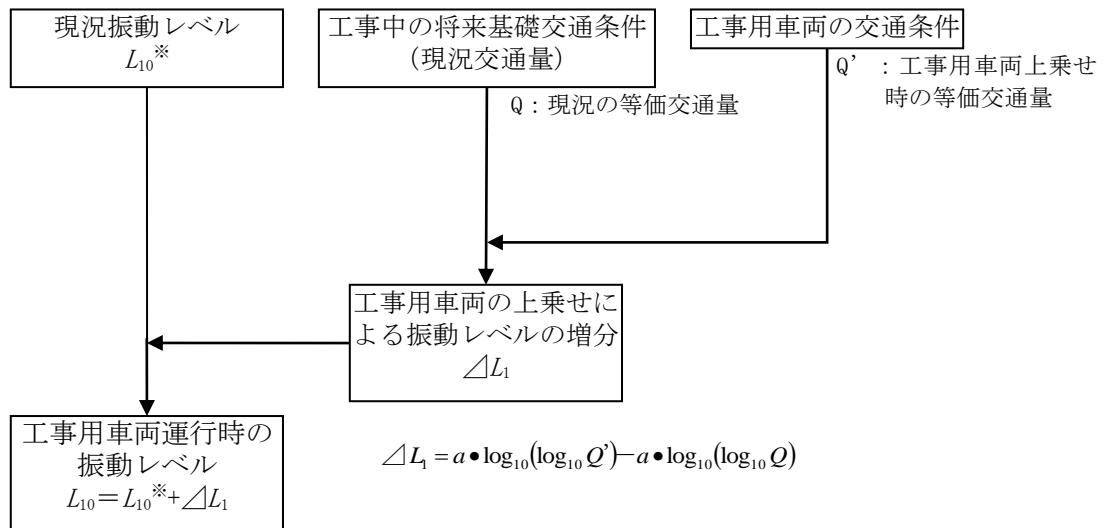 現況振動レベル
L₁₀※
工事中の将来基礎交通条件
(現況交通量)
工事用車両の交通条件
Q：現況の等価交通量
Q’ ：工事用車両上乗せ
時の等価交通量
工事用車両の上乗せに
よる振動レベルの増分
⊿L₁
工事用車両運行時の
振動レベル
L₁₀＝L₁₀※+⊿L₁
⊿L₁ = a•log₁₀(log₁₀ Q’)−a•log₁₀(log₁₀ Q)